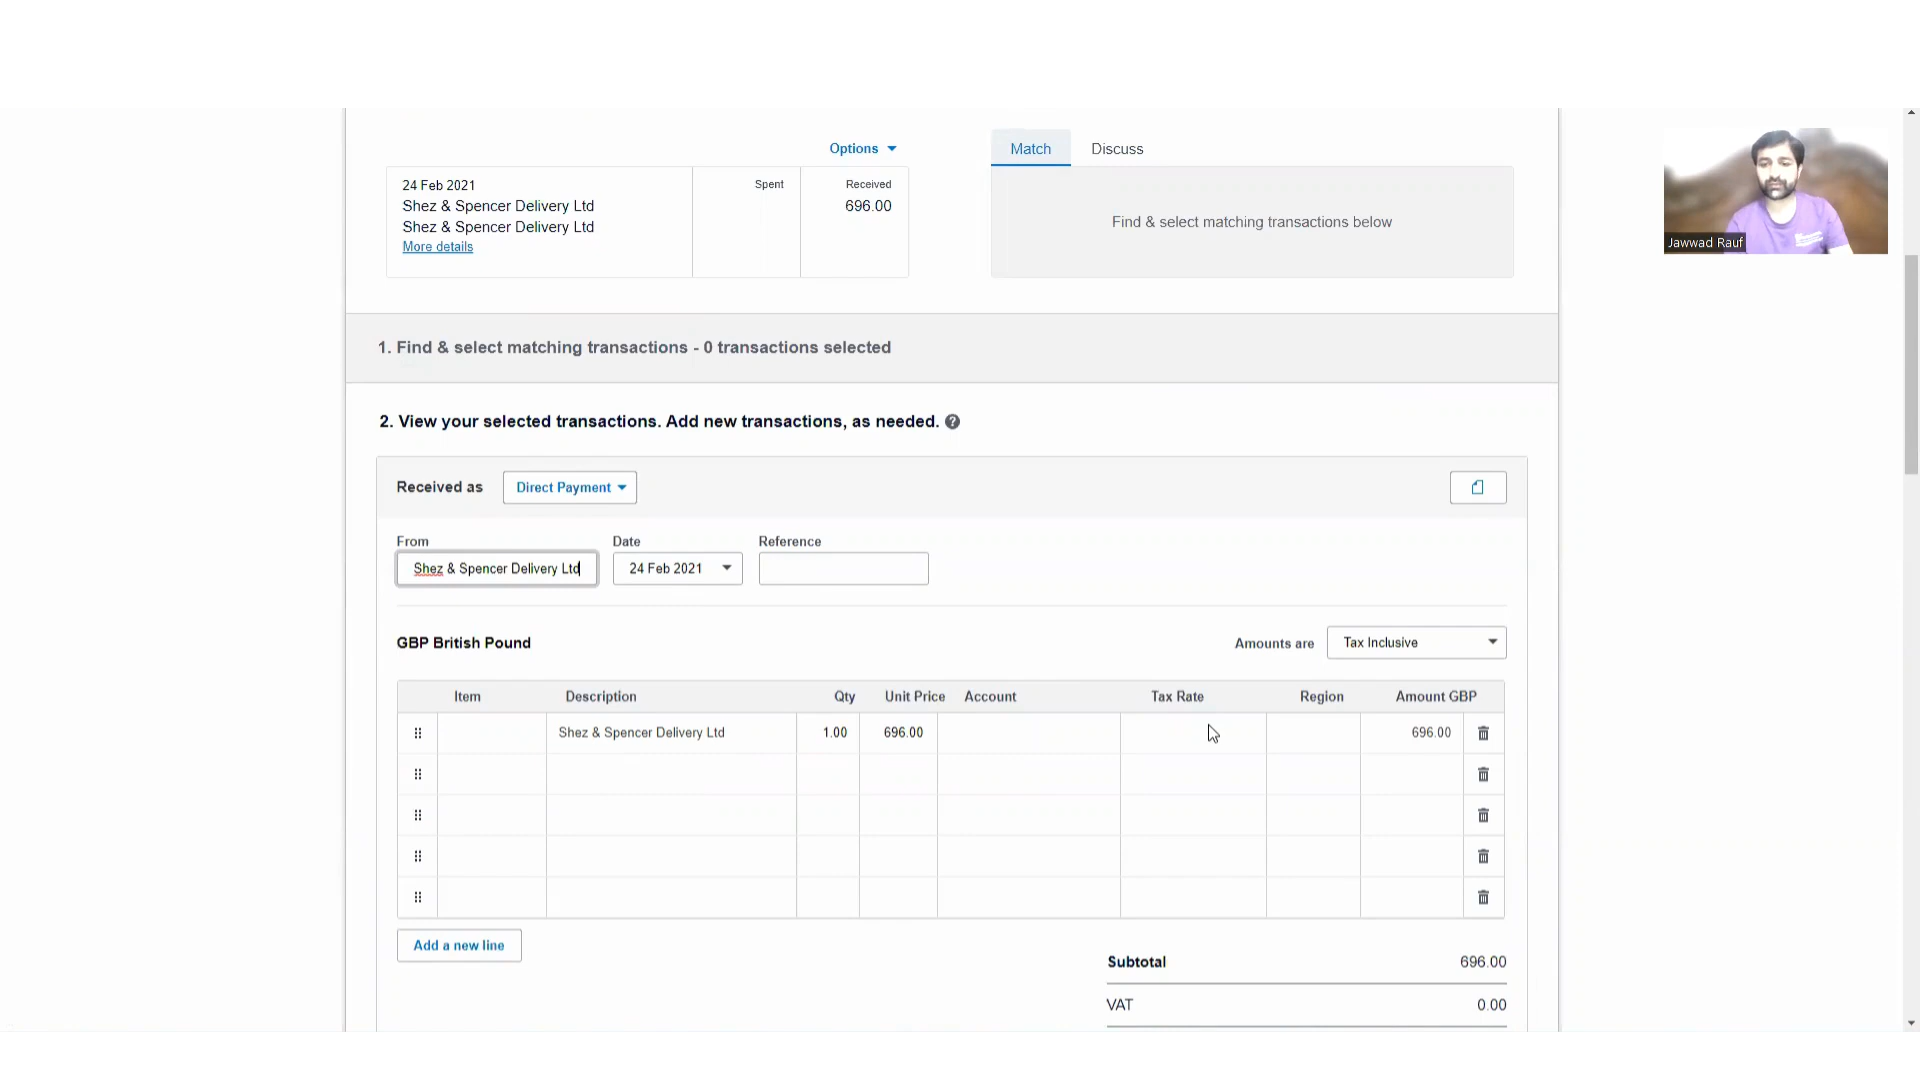 Options
Match
Discuss
24 Feb 2021
Spent
Received
Shez & Spencer Delivery Ltd
696.00
Shez & Spencer Delivery Ltd
More details
Find & select matching transactions below
Jawwad Rauf
1. Find & select matching transactions - 0 transactions selected
2. View your selected transactions. Add new transactions, as needed. ?
Received as
Direct Payment
From
Date
Reference
Shez & Spencer Delivery Ltd
24 Feb 2021
GBP British Pound
Amounts are
Tax Inclusive
Item Description Qty Unit Price Account Tax Rate Region Amount GBP
Shez & Spencer Delivery Ltd 1.00 696.00 696.00
Add a new line
Subtotal 696.00
VAT 0.00